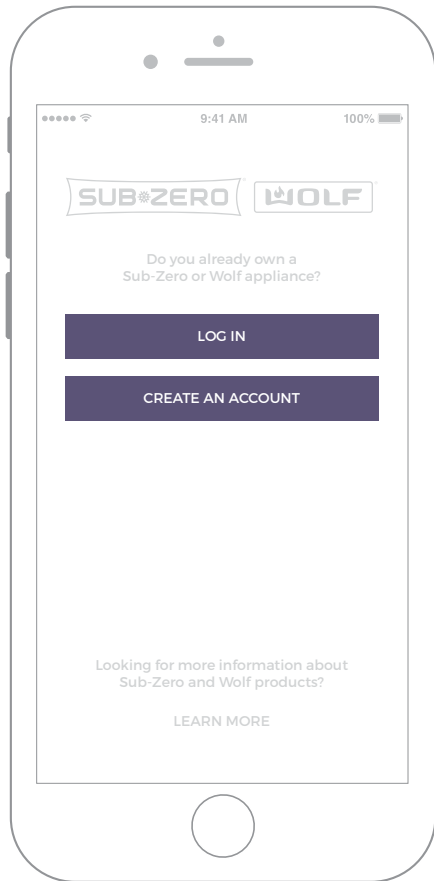 9:41 AM
100%
SUB ZERO WOLF
Do you already own a
Sub-Zero or Wolf appliance?
LOG IN
CREATE AN ACCOUNT
Looking for more information about
Sub-Zero and Wolf products?
LEARN MORE